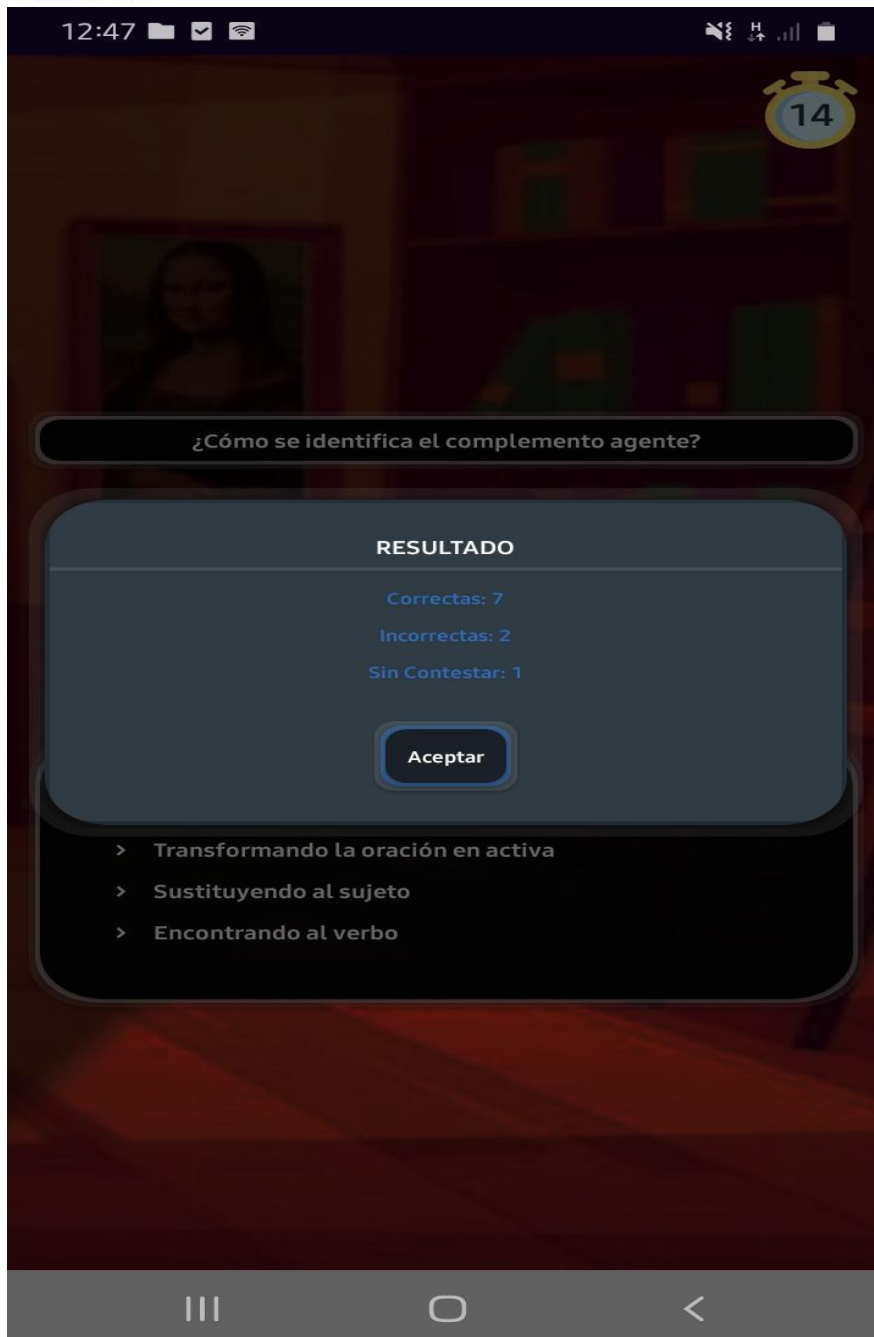 12:47
H
14
¿Cómo se identifica el complemento agente?
RESULTADO
Correctas: 7
Incorrectas: 2
Sin Contestar: 1
Aceptar
> Transformando la oración en activa
> Sustituyendo al sujeto
> Encontrando al verbo